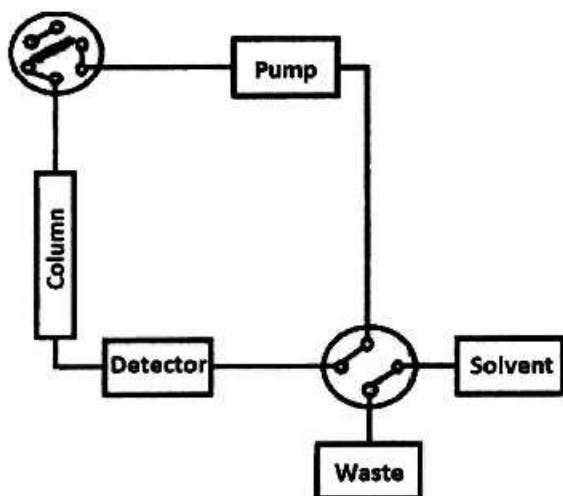 Pump
Column
Detector
Solvent
Waste